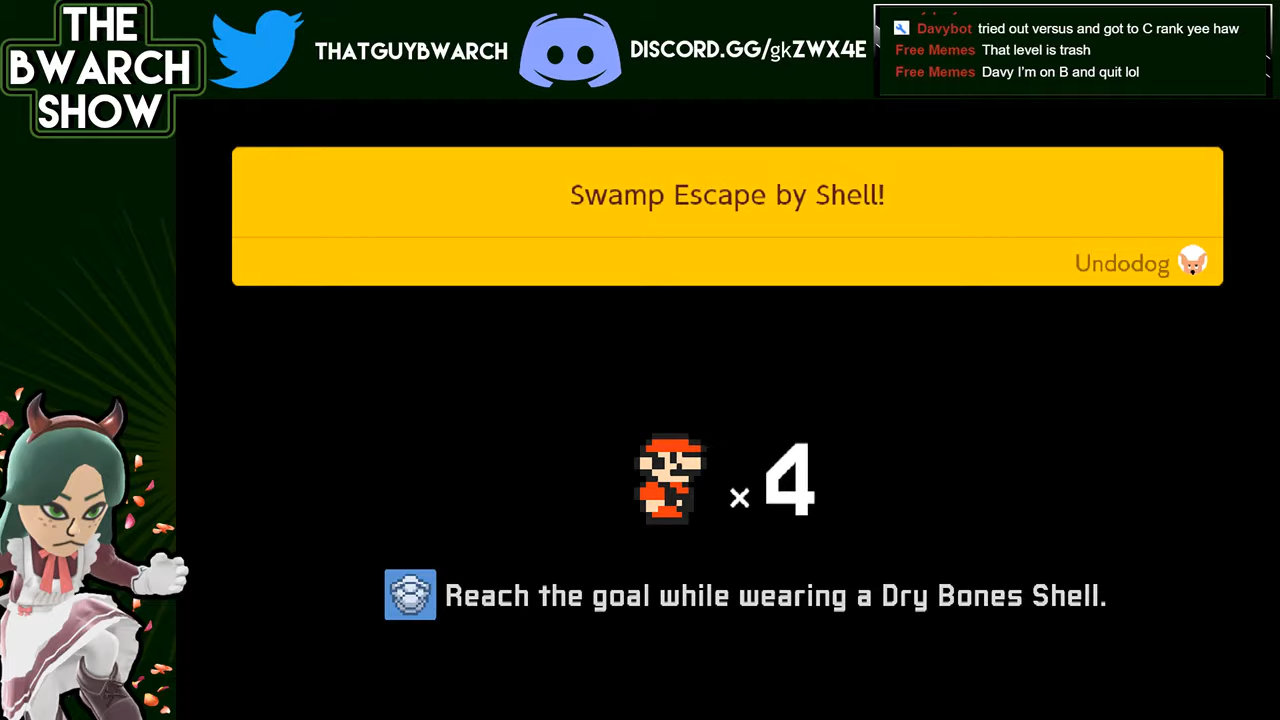 THE
BWARCH
SHOW
THATGUYBWARCH
DISCORD.GG/gkZWX4E
Davybot tried out versus and got to C rank yee haw
Free Memes That level is trash
Free Memes Davy I'm on B and quit lol
Swamp Escape by Shell!
Undodog
× 4
Reach the goal while wearing a Dry Bones Shell.